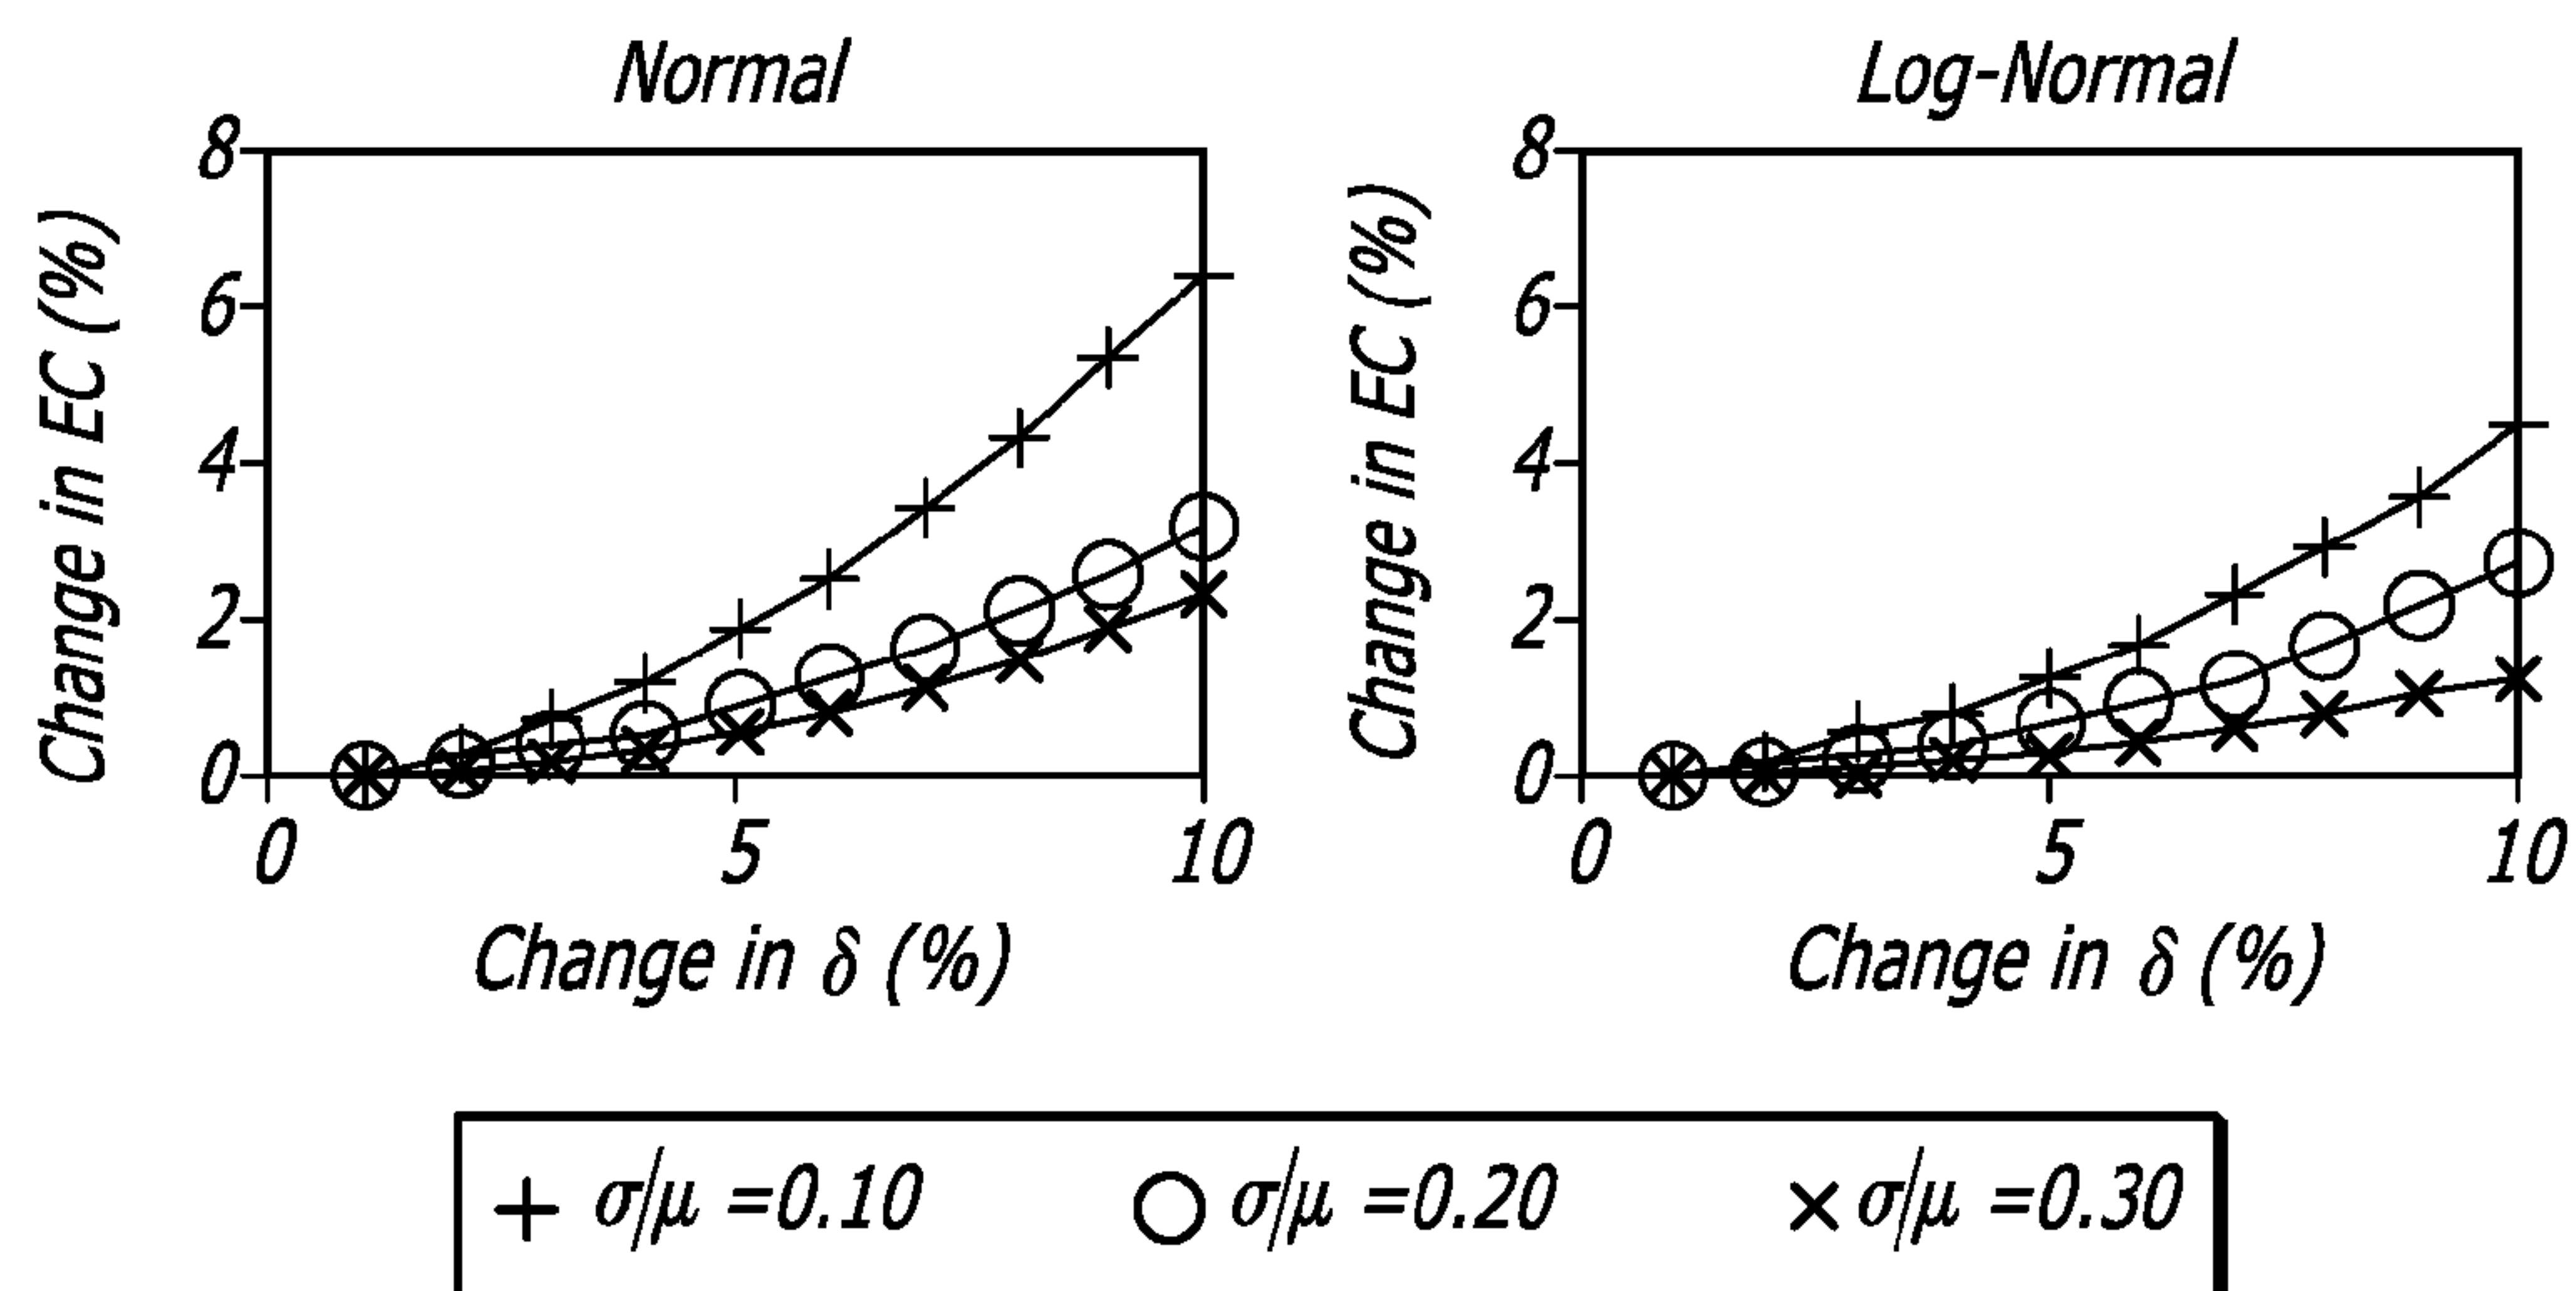 Normal
8
6
4
2
0
Change in EC (%)
0 5 10
Change in δ (%)
Log-Normal
8
6
4
2
0
Change in EC (%)
0 5 10
Change in δ (%)
+ σ/μ =0.10 ○ σ/μ =0.20 × σ/μ =0.30